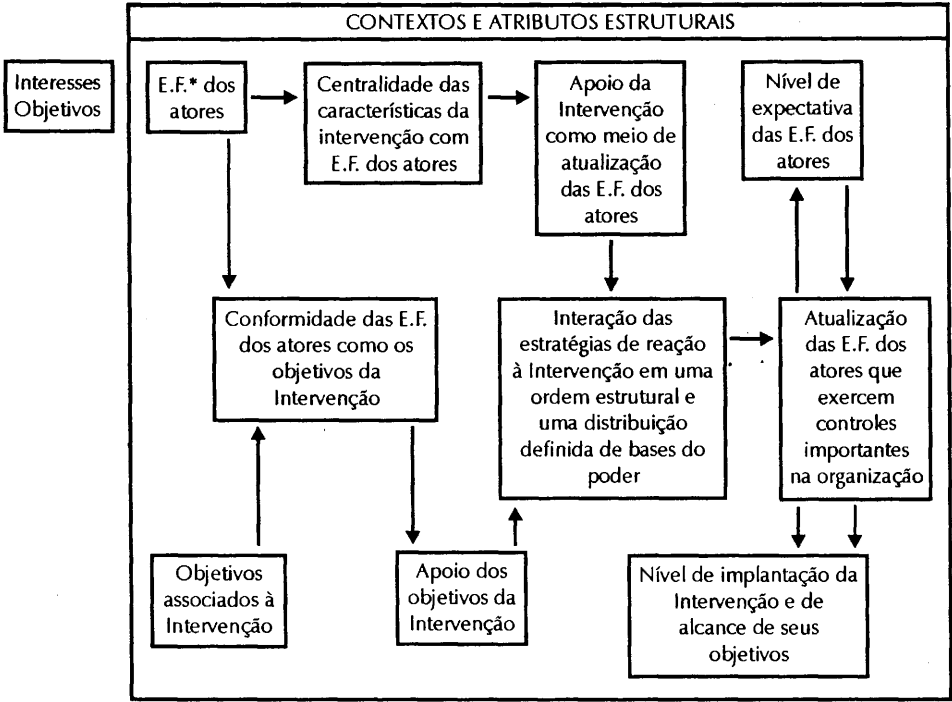 CONTEXTOS E ATRIBUTOS ESTRUTURAIS
Interesses
Objetivos
E.F.* dos
atores
Centralidade das
características da
intervenção com
E.F. dos atores
Apoio da
Intervenção
como meio de
atualização
das E.F. dos
atores
Nível de
expectativa
das E.F. dos
atores
Conformidade das E.F.
dos atores como os
objetivos da
Intervenção
Interação das
estratégias de reação
à Intervenção em uma
ordem estrutural e
uma distribuição
definida de bases do
poder
Atualização
das E.F. dos
atores que
exercem
controles
importantes
na organização
Objetivos
associados à
Intervenção
Apoio dos
objetivos da
Intervenção
Nível de implantação da
Intervenção e de
alcance de seus
objetivos